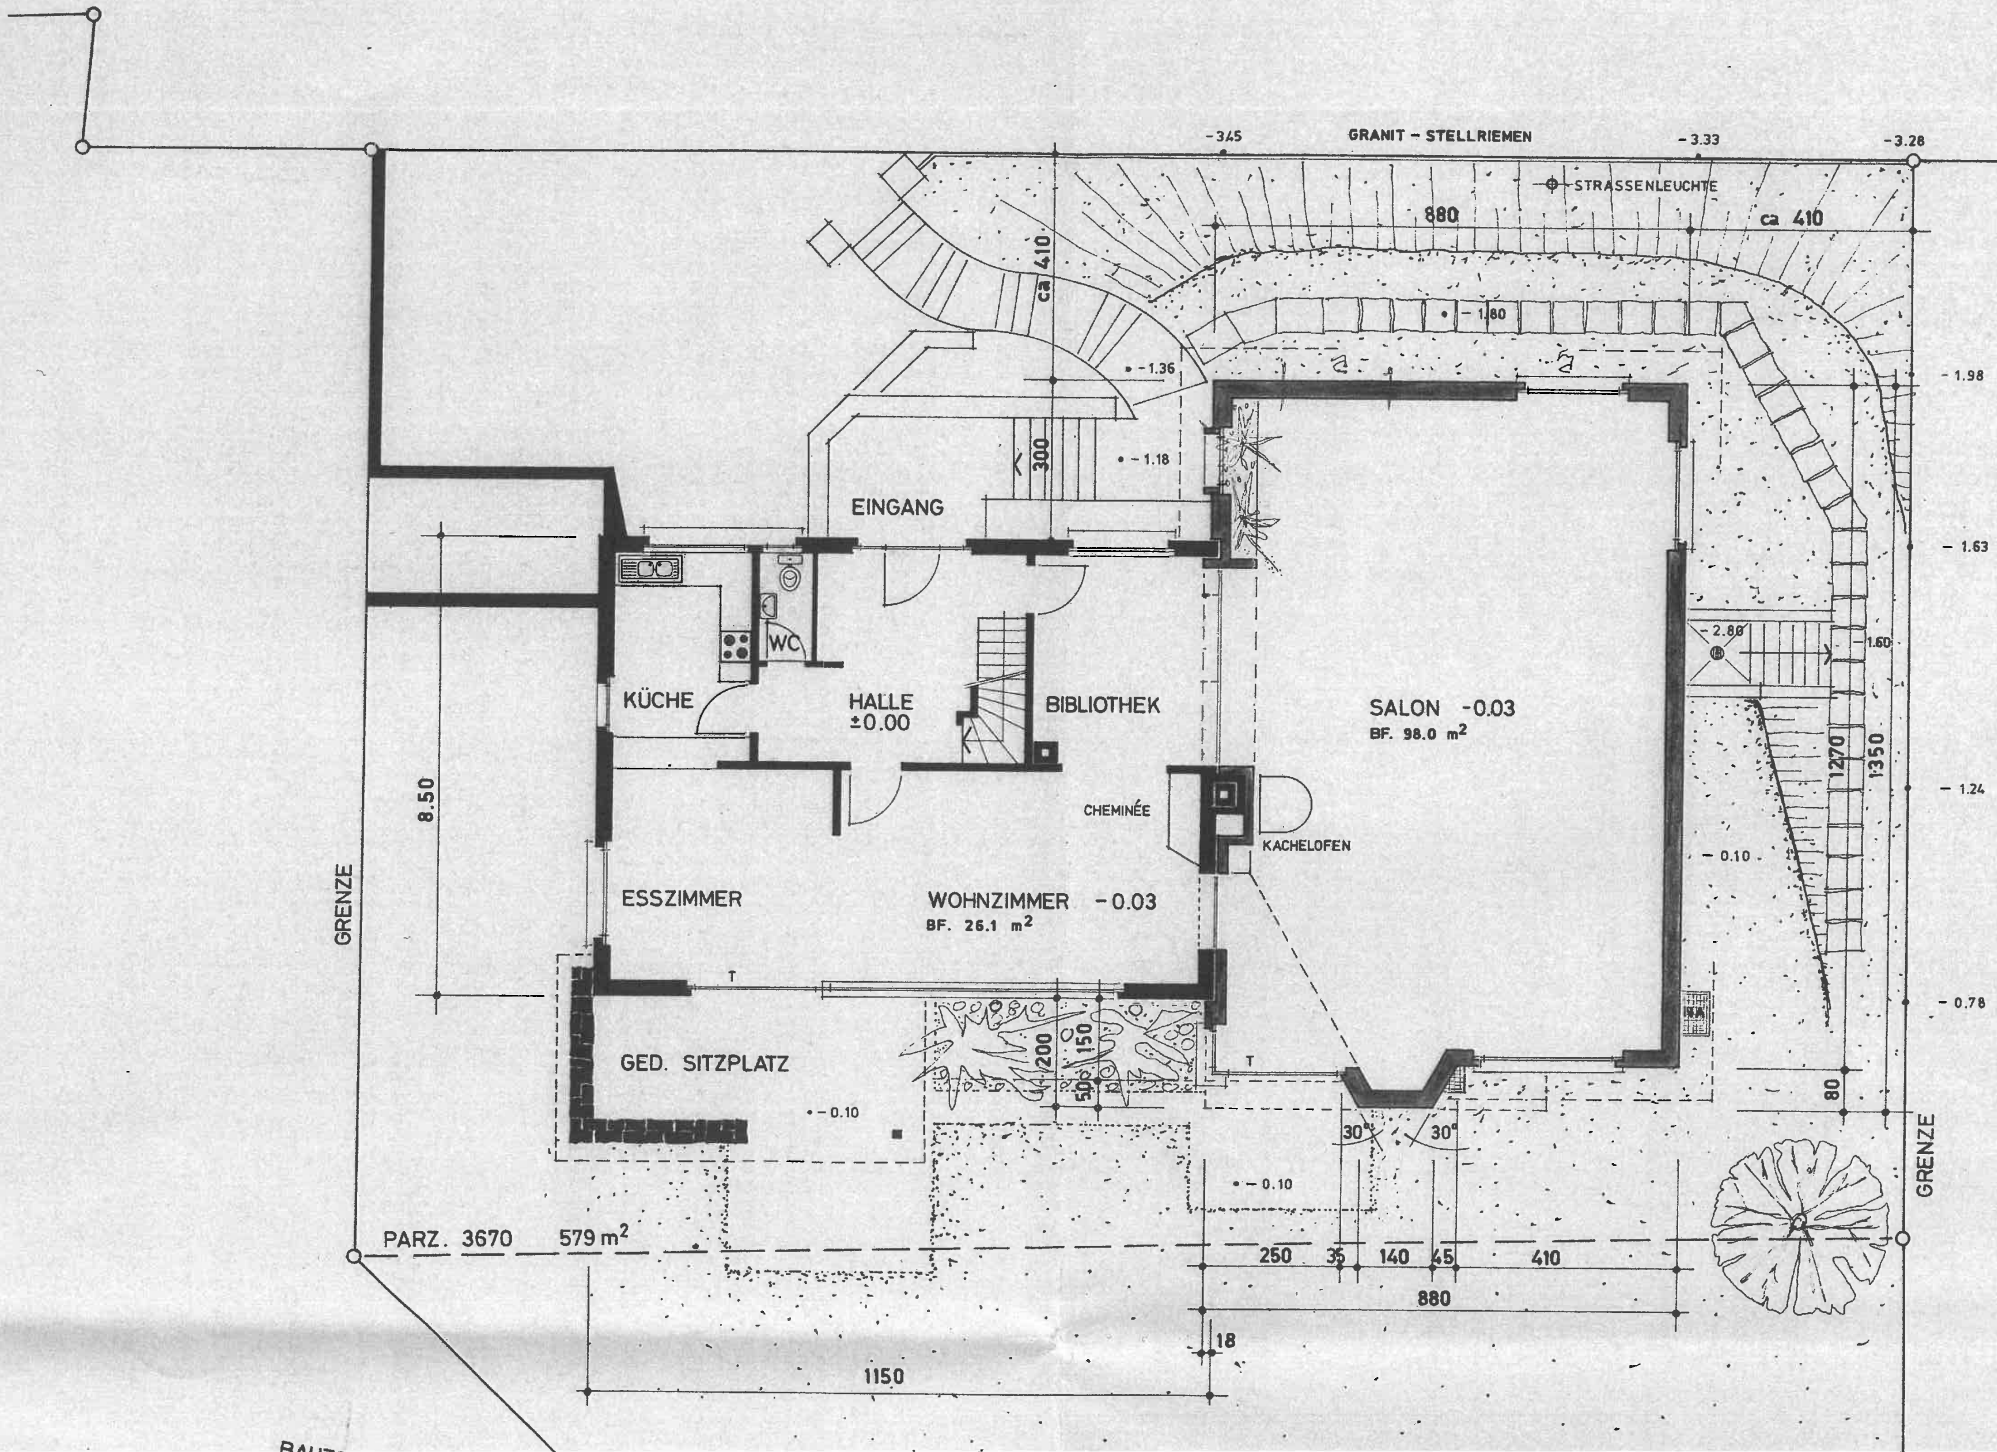 -3.45
GRANIT - STELLRIEMEN
-3.33
-3.28
STRASSENLEUCHTE
880
ca 410
ca 410
-1.80
-1.36
-1.98
300
-1.18
EINGANG
-1.63
WC
-2.80
-1.60
KÜCHE
HALLE
±0.00
BIBLIOTHEK
SALON -0.03
BF. 98.0 m²
1270
1350
8.50
CHEMINÉE
-1.24
KACHELOFEN
-0.10
GRENZE
ESSZIMMER
WOHNZIMMER -0.03
BF. 26.1 m²
T
-0.78
GED. SITZPLATZ
200
150
50
T
80
-0.10
30°
30°
GRENZE
-0.10
PARZ. 3670 579 m²
250
35
140
45
410
880
18
1150